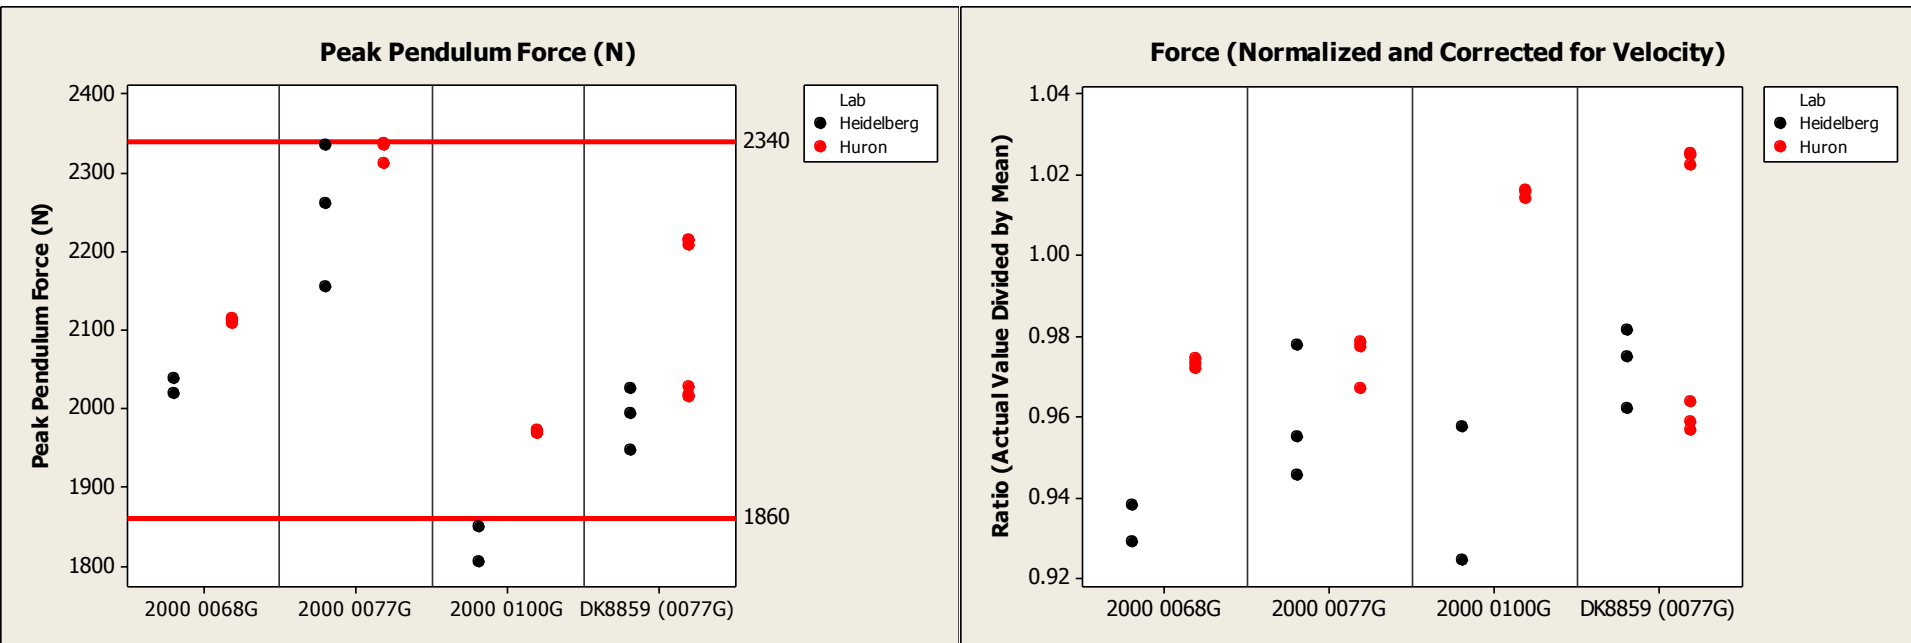 Peak Pendulum Force (N)
Peak Pendulum Force (N)
2400
2300
2200
2100
2000
1900
1800
2340
1860
2000 0068G
2000 0077G
2000 0100G
DK8859 (0077G)
Lab
Heidelberg
Huron
Force (Normalized and Corrected for Velocity)
Ratio (Actual Value Divided by Mean)
1.04
1.02
1.00
0.98
0.96
0.94
0.92
2000 0068G
2000 0077G
2000 0100G
DK8859 (0077G)
Lab
Heidelberg
Huron